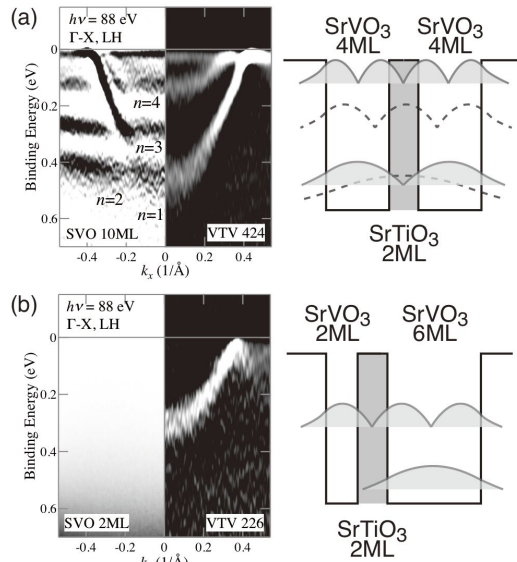 (a)
hν = 88 eV
Γ-X, LH
Binding Energy (eV)
0
0.2
0.4
0.6
n=4
n=3
n=2
n=1
SVO 10ML
VTV 424
-0.4
-0.2
0
0.2
0.4
kx (1/Å)
SrVO3
4ML
SrVO3
4ML
SrTiO3
2ML
(b)
hν = 88 eV
Γ-X, LH
Binding Energy (eV)
0
0.2
0.4
0.6
SVO 2ML
VTV 226
-0.4
-0.2
0
0.2
0.4
(1/Å)
SrVO3
2ML
SrVO3
6ML
SrTiO3
2ML